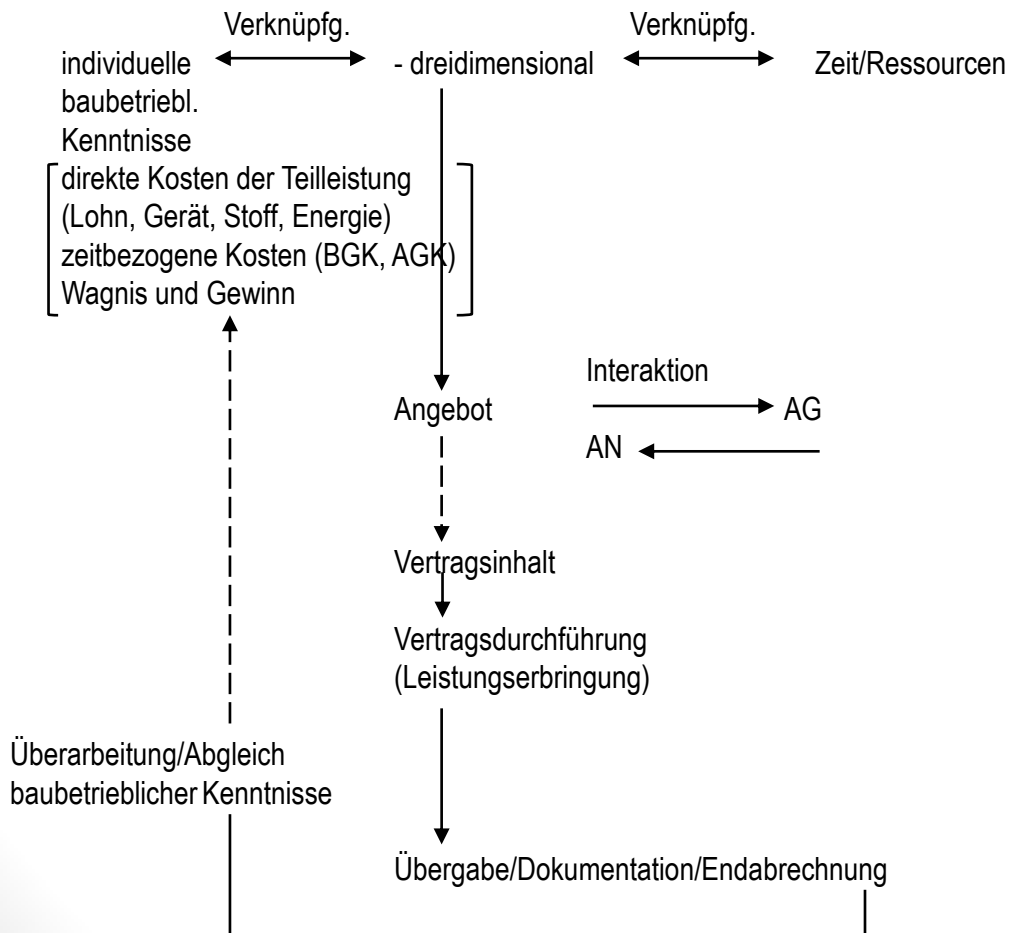 Verknüpfg.
Verknüpfg.
individuelle
- dreidimensional
Zeit/Ressourcen
baubetriebl.
Kenntnisse
direkte Kosten der Teilleistung
(Lohn, Gerät, Stoff, Energie)
zeitbezogene Kosten (BGK, AGK)
Wagnis und Gewinn
Interaktion
Angebot
AG
AN
Vertragsinhalt
Vertragsdurchführung
(Leistungserbringung)
Überarbeitung/Abgleich
baubetrieblicher Kenntnisse
Übergabe/Dokumentation/Endabrechnung